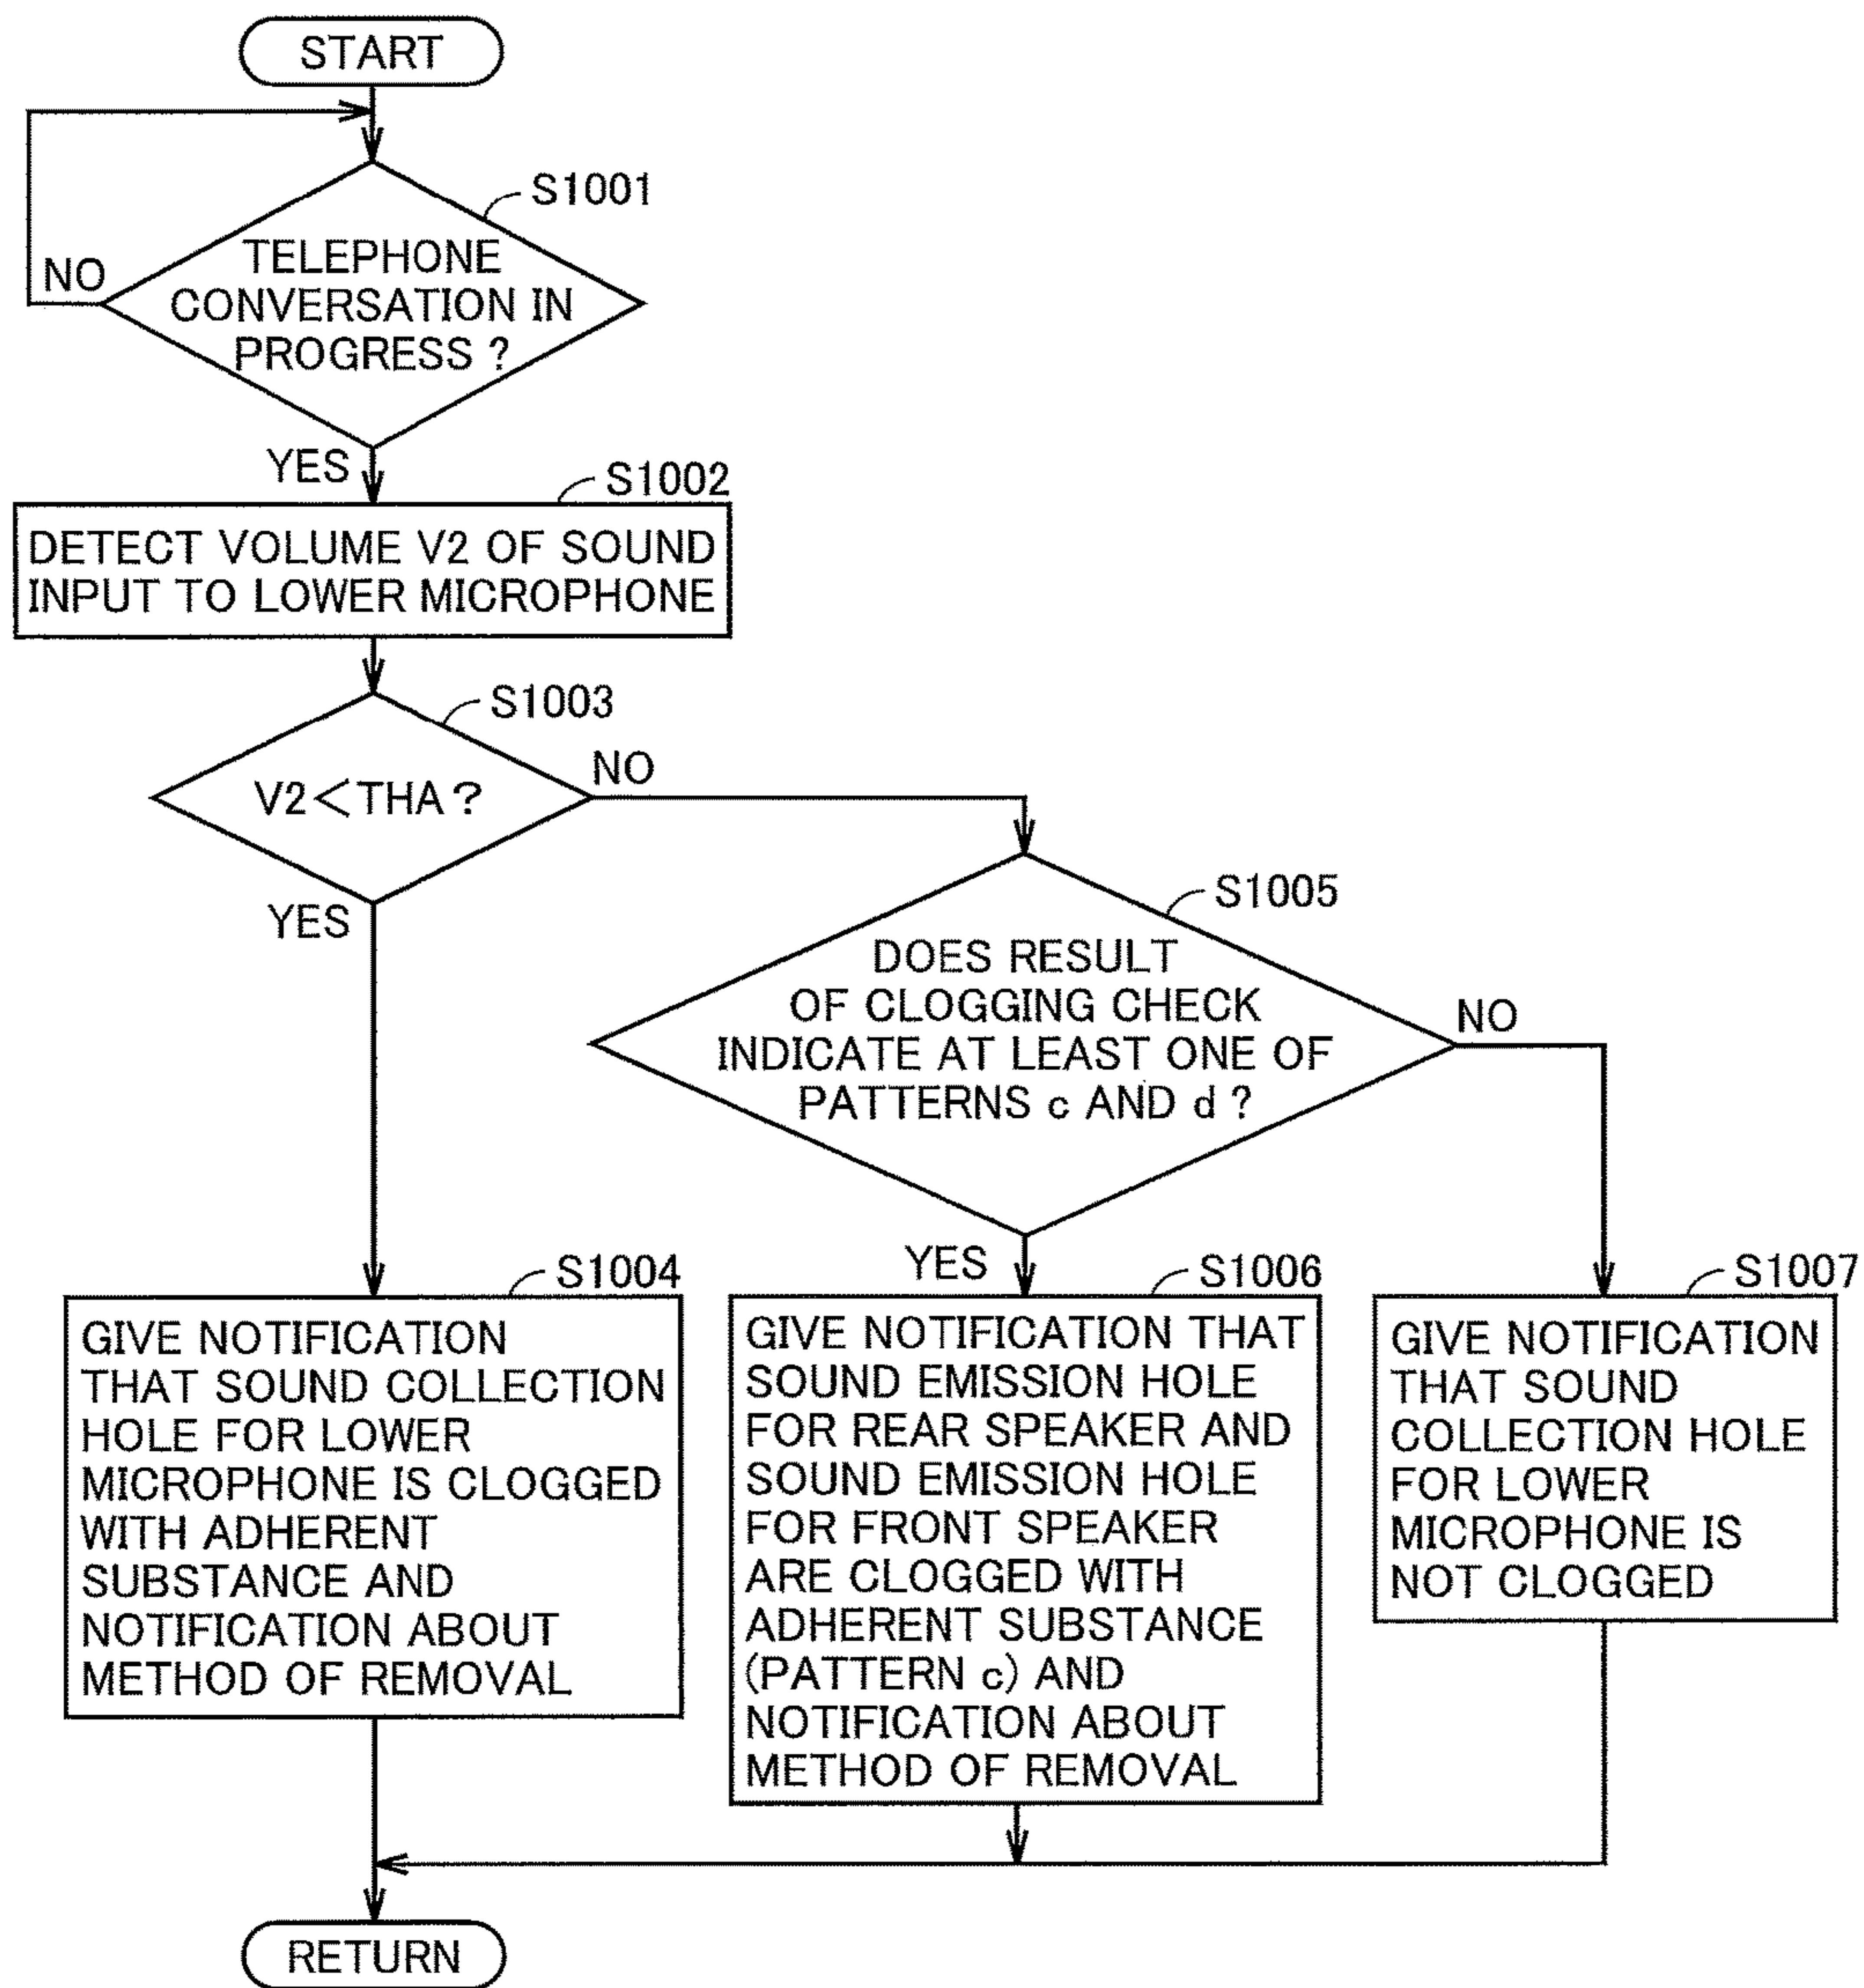 START
S1001
TELEPHONE
CONVERSATION IN
PROGRESS ?
NO
YES
S1002
DETECT VOLUME V2 OF SOUND
INPUT TO LOWER MICROPHONE
S1003
V2<THA?
NO
YES
S1005
DOES RESULT
OF CLOGGING CHECK
INDICATE AT LEAST ONE OF
PATTERNS c AND d ?
NO
YES
S1004
GIVE NOTIFICATION
THAT SOUND COLLECTION
HOLE FOR LOWER
MICROPHONE IS CLOGGED
WITH ADHERENT
SUBSTANCE AND
NOTIFICATION ABOUT
METHOD OF REMOVAL
S1006
GIVE NOTIFICATION THAT
SOUND EMISSION HOLE
FOR REAR SPEAKER AND
SOUND EMISSION HOLE
FOR FRONT SPEAKER
ARE CLOGGED WITH
ADHERENT SUBSTANCE
(PATTERN c) AND
NOTIFICATION ABOUT
METHOD OF REMOVAL
S1007
GIVE NOTIFICATION
THAT SOUND
COLLECTION HOLE
FOR LOWER
MICROPHONE IS
NOT CLOGGED
RETURN